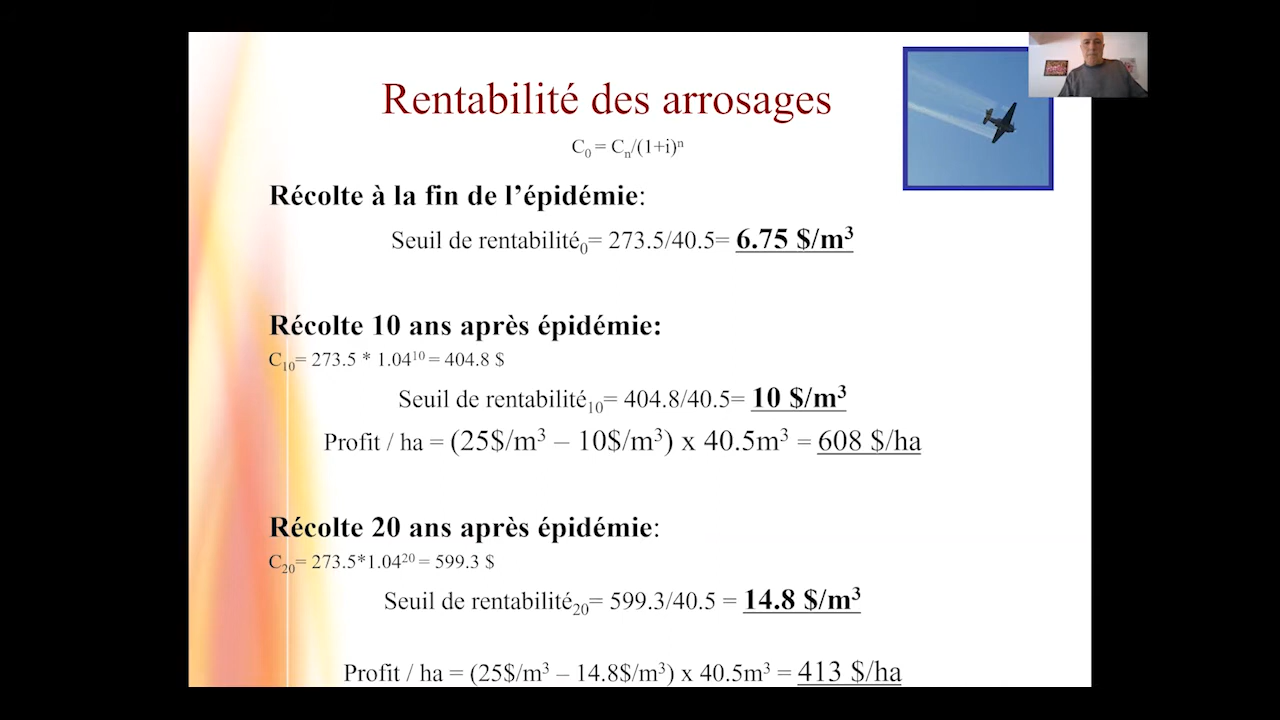 Rentabilité des arrosages
C₀ = Cₙ/(1+i)ⁿ
Récolte à la fin de l’épidémie:
Seuil de rentabilité₀= 273.5/40.5= 6.75 $/m³
Récolte 10 ans après épidémie:
C₁₀= 273.5 * 1.04¹⁰ = 404.8 $
Seuil de rentabilité₁₀= 404.8/40.5= 10 $/m³
Profit / ha = (25$/m³ – 10$/m³) x 40.5m³ = 608 $/ha
Récolte 20 ans après épidémie:
C₂₀= 273.5*1.04²⁰ = 599.3 $
Seuil de rentabilité₂₀= 599.3/40.5 = 14.8 $/m³
Profit / ha = (25$/m³ – 14.8$/m³) x 40.5m³ = 413 $/ha